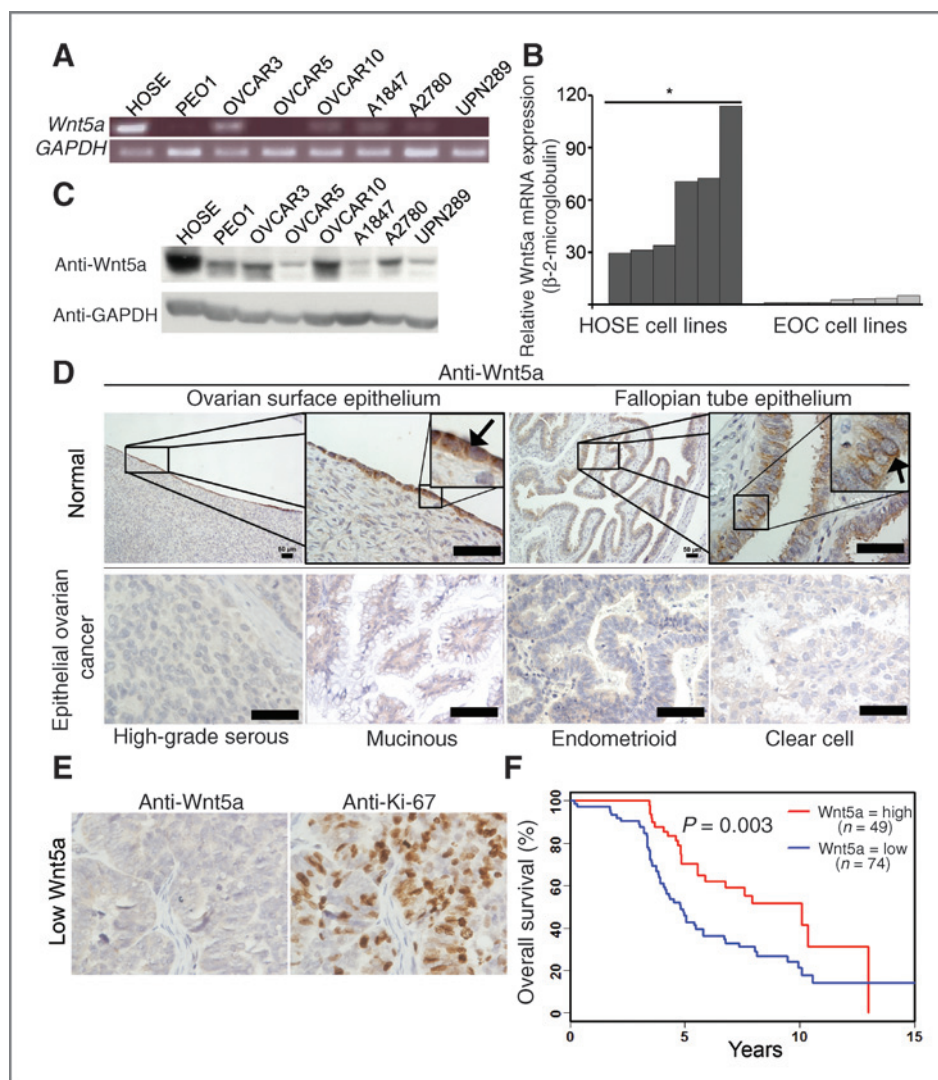 A
HOSE PEO1 OVCAR3 OVCAR5 OVCAR10 A1847 A2780 UPN289
Wnt5a
GAPDH
B
Relative Wnt5a mRNA expression
(β-2-microglobulin)
120
90
60
30
*
HOSE cell lines EOC cell lines
C
HOSE PEO1 OVCAR3 OVCAR5 OVCAR10 A1847 A2780 UPN289
Anti-Wnt5a
Anti-GAPDH
D
Anti-Wnt5a
Ovarian surface epithelium Fallopian tube epithelium
Normal
50 μm 50 μm
Epithelial ovarian
cancer
High-grade serous Mucinous Endometrioid Clear cell
E
Anti-Wnt5a Anti-Ki-67
Low Wnt5a
F
Overall survival (%)
100
80
60
40
20
0
P = 0.003
Wnt5a = high
(n = 49)
Wnt5a = low
(n = 74)
0 5 10 15
Years